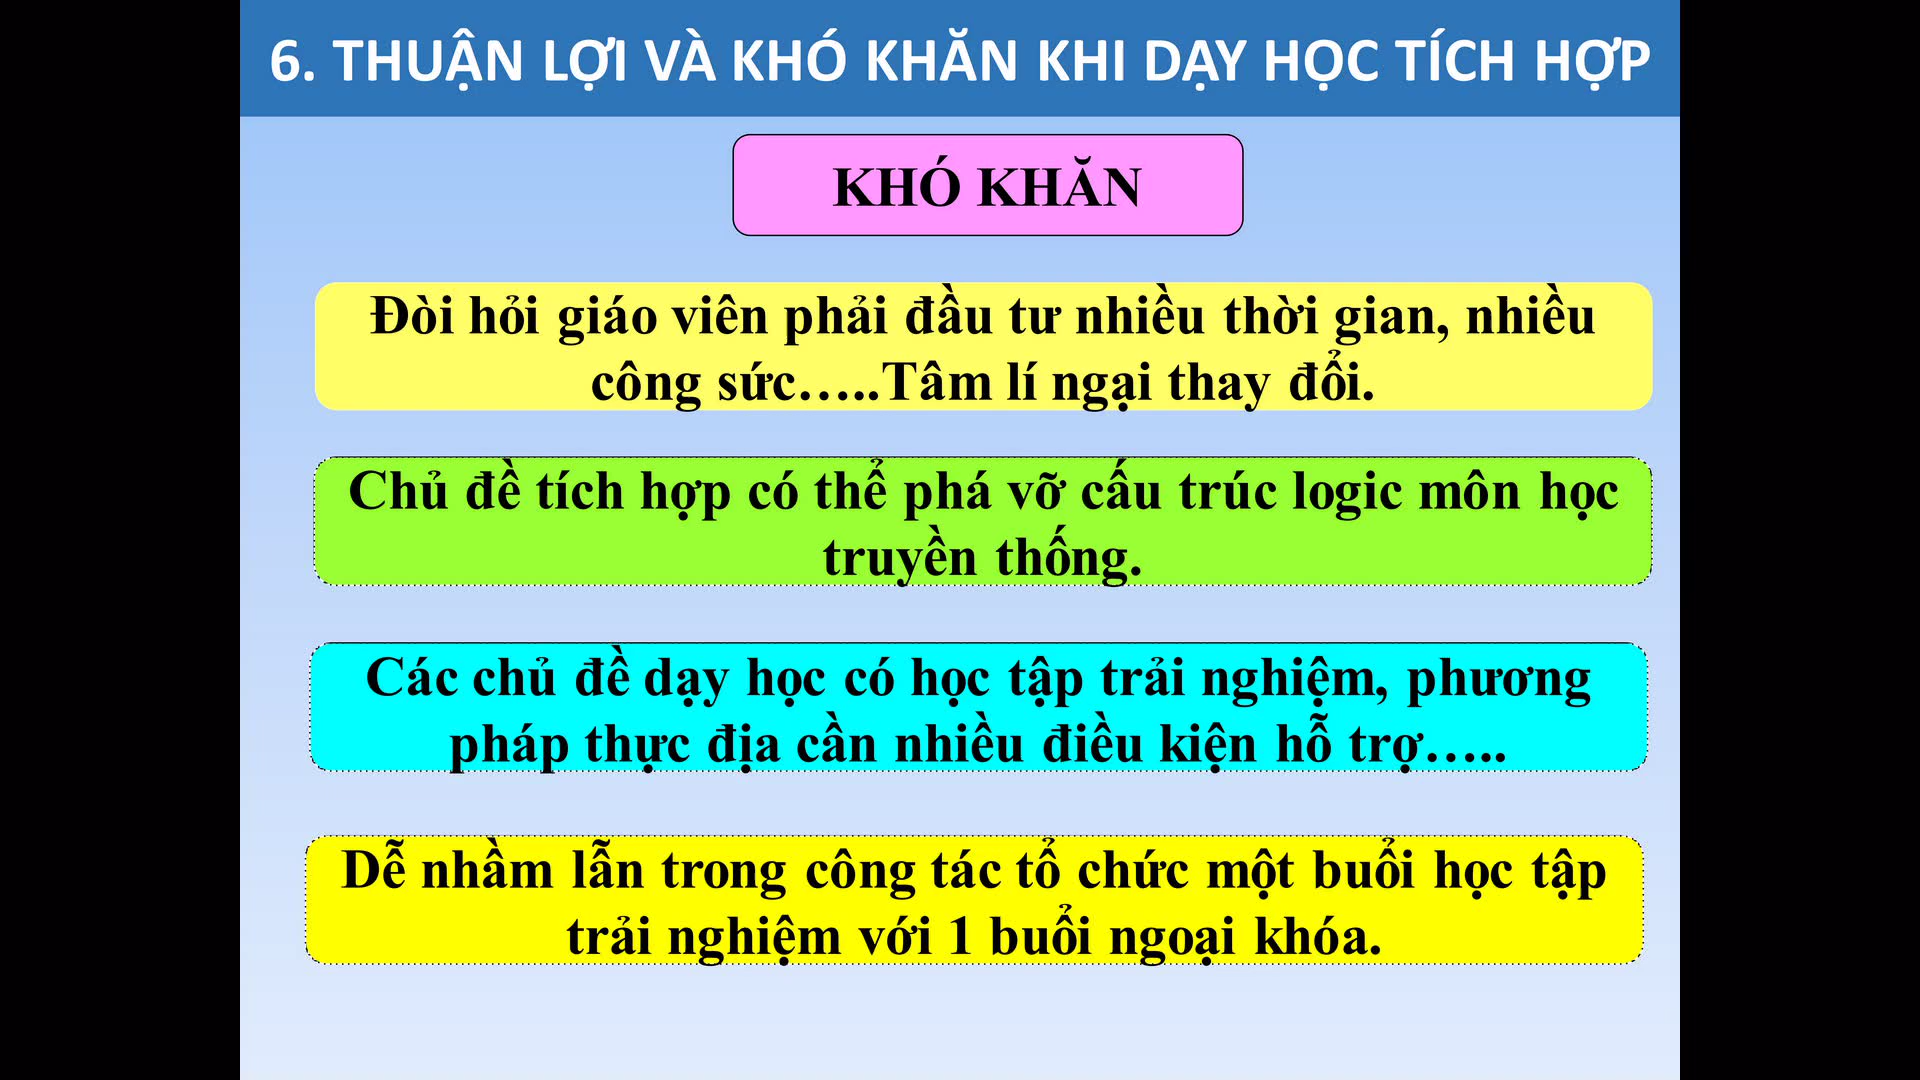 6. THUẬN LỢI VÀ KHÓ KHĂN KHI DẠY HỌC TÍCH HỢP
KHÓ KHĂN
Đòi hỏi giáo viên phải đầu tư nhiều thời gian, nhiều
công sức…..Tâm lí ngại thay đổi.
Chủ đề tích hợp có thể phá vỡ cấu trúc logic môn học
truyền thống.
Các chủ đề dạy học có học tập trải nghiệm, phương
pháp thực địa cần nhiều điều kiện hỗ trợ…..
Dễ nhầm lẫn trong công tác tổ chức một buổi học tập
trải nghiệm với 1 buổi ngoại khóa.